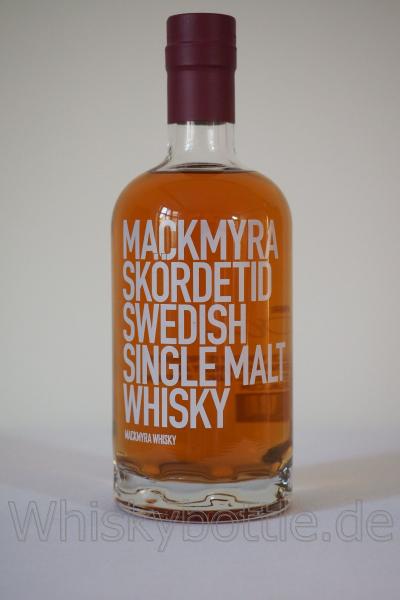 MACKMYRA
SKÖRDETID
SWEDISH
SINGLE MALT
WHISKY
MACKMYRA WHISKY
Whiskybottle.de